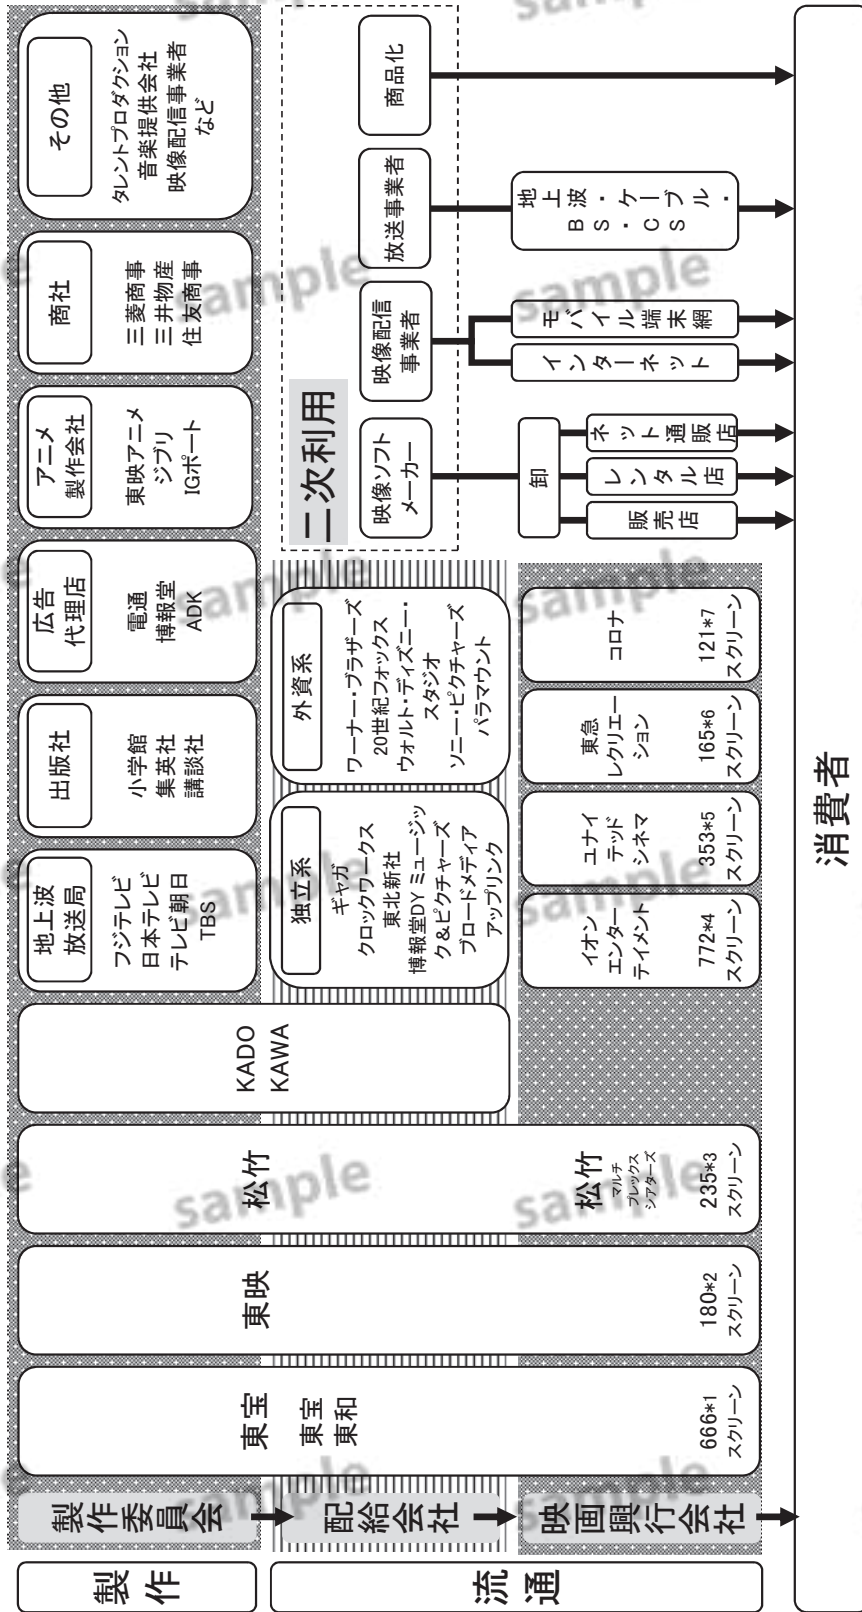 製作
流通
製作委員会
配給会社
映画興行会社
東宝
東宝
東和
666*1
スクリーン
東映
180*2
スクリーン
松竹
松竹
マルチ
プレックス
シアターズ
235*3
スクリーン
KADO
KAWA
地上波
放送局
フジテレビ
日本テレビ
テレビ朝日
TBS
出版社
小学館
集英社
講談社
広告
代理店
電通
博報堂
ADK
アニメ
製作会社
東映アニメ
ジブリ
IGポート
商社
三菱商事
三井物産
住友商事
その他
タレントプロダクション
音楽提供会社
映像配信事業者
など
独立系
ギャガ
クロックワークス
東北新社
博報堂DYミュージッ
ク&ピクチャーズ
ブロードメディア
アップリンク
外資系
ワーナー・ブラザーズ
20世紀フォックス
ウォルト・ディズニー・
スタジオ
ソニー・ピクチャーズ
パラマウント
イオン
エンター
テイメント
772*4
スクリーン
ユナイ
テッド
シネマ
353*5
スクリーン
東急
レクリエー
ション
165*6
スクリーン
コロナ
121*7
スクリーン
二次利用
映像ソフト
メーカー
映像配信
事業者
放送事業者
商品化
卸
販売店
レンタル店
ネット通販店
インターネット
モバイル端末網
地上波・ケーブル・
BS・CS
消費者
sample
sample
sample
sample
sample
sample
sample
sample
sample
sample